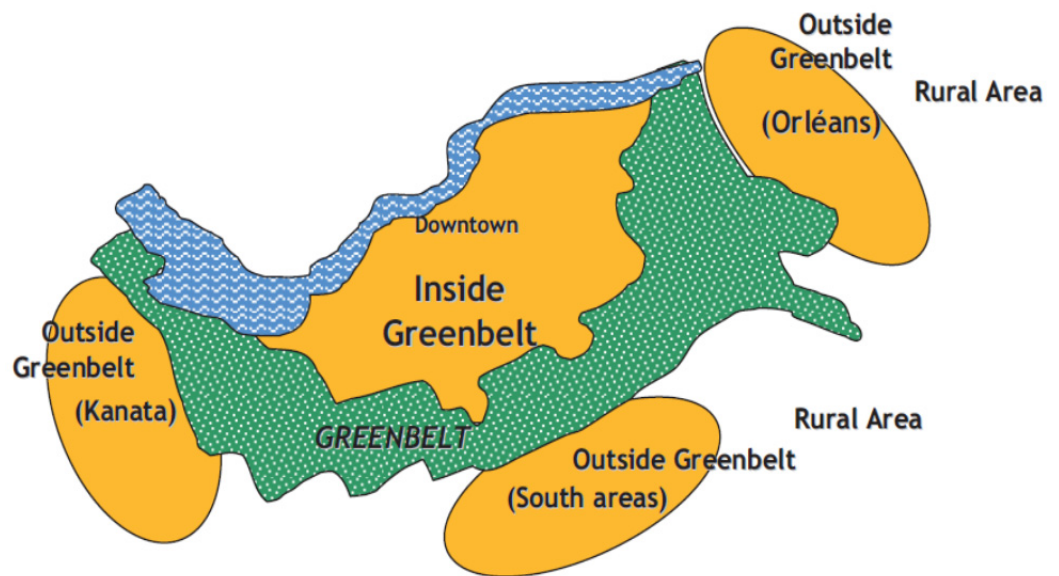 Outside
Greenbelt
(Orléans)
Rural Area
Downtown
Inside
Greenbelt
Outside
Greenbelt
(Kanata)
GREENBELT
Rural Area
Outside Greenbelt
(South areas)